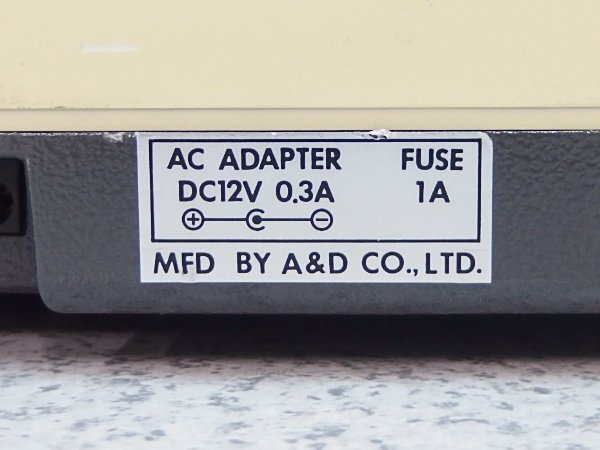 AC ADAPTER FUSE
DC12V 0.3A 1A
MFD BY A&D CO., LTD.